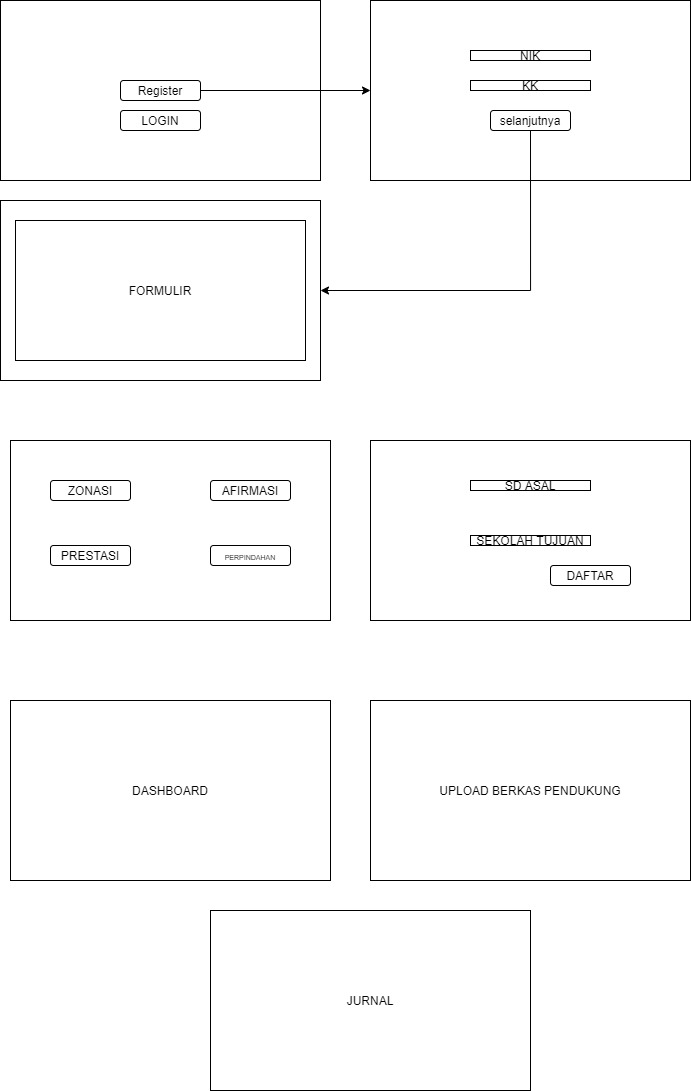 Register
LOGIN
NIK
KK
selanjutnya
FORMULIR
ZONASI
AFIRMASI
PRESTASI
PERPINDAHAN
SD ASAL
SEKOLAH TUJUAN
DAFTAR
DASHBOARD
UPLOAD BERKAS PENDUKUNG
JURNAL